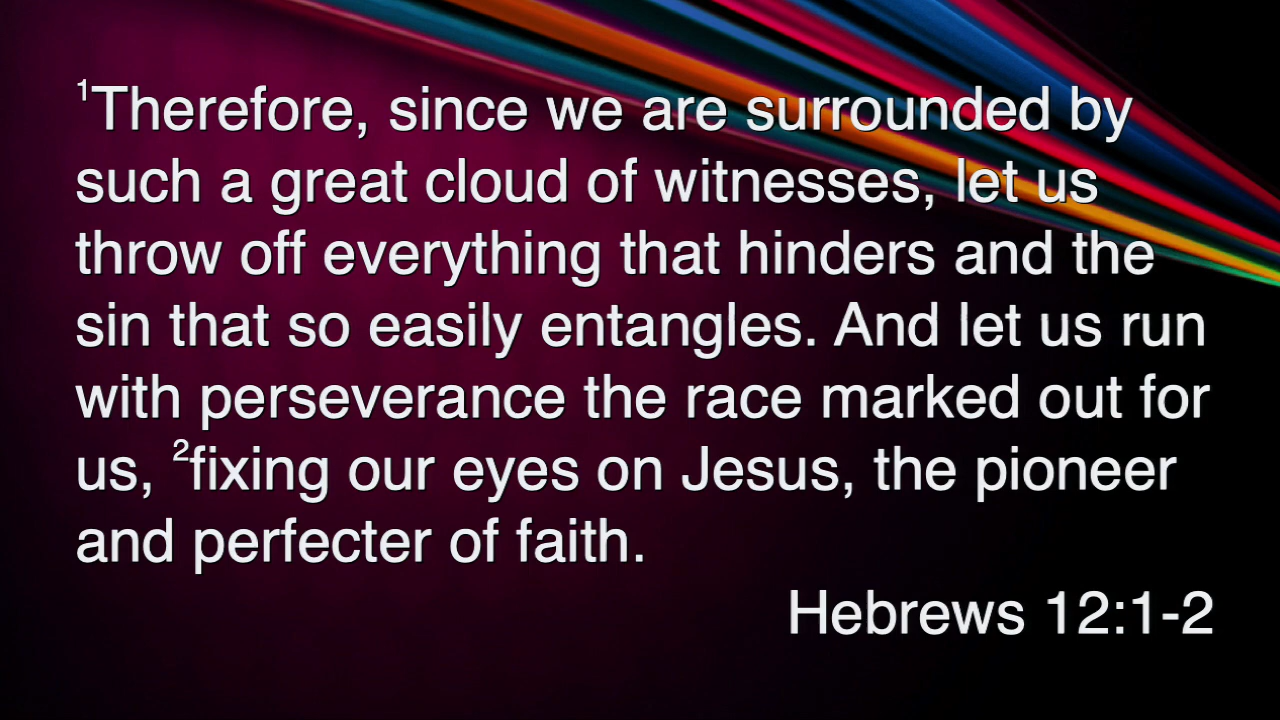 ¹Therefore, since we are surrounded by
such a great cloud of witnesses, let us
throw off everything that hinders and the
sin that so easily entangles. And let us run
with perseverance the race marked out for
us, ²fixing our eyes on Jesus, the pioneer
and perfecter of faith.
Hebrews 12:1-2